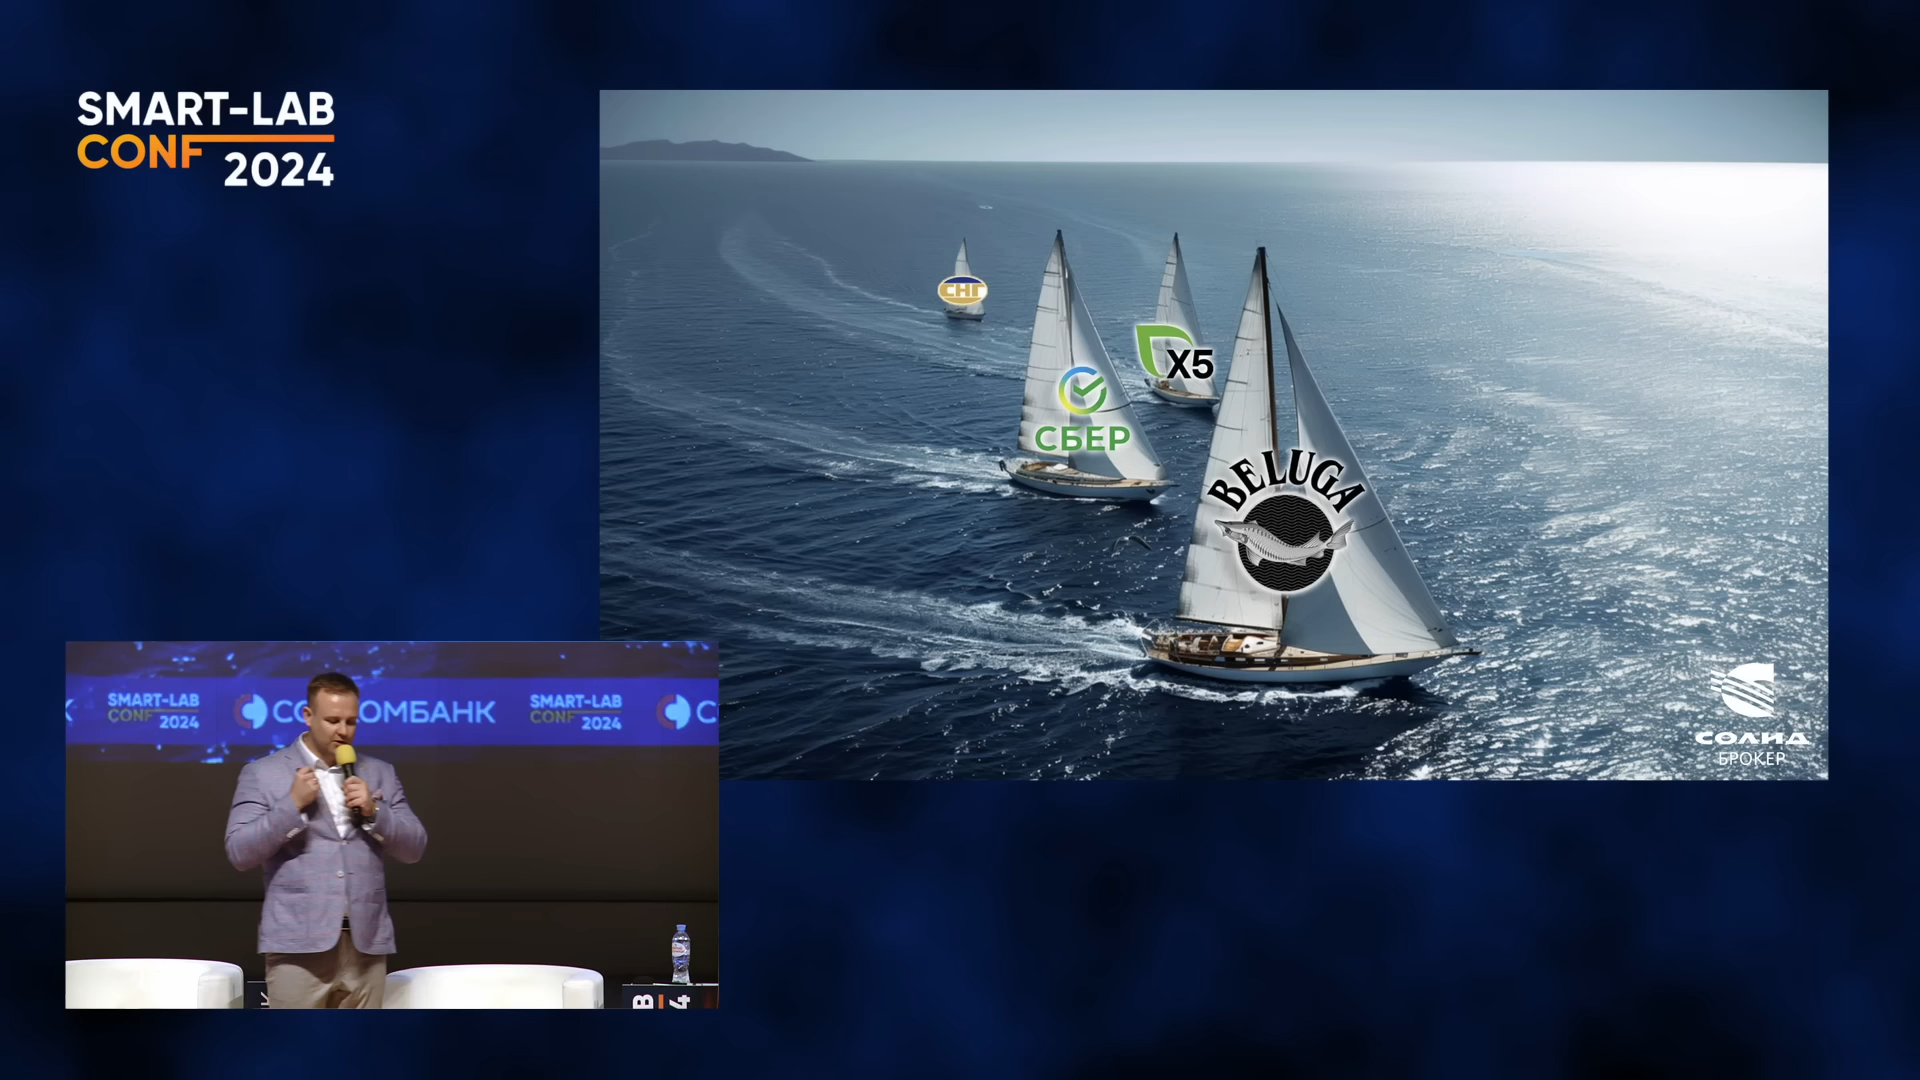 SMART-LAB
CONF
2024
СНГ
X5
СБЕР
BELUGA
СОЛИД
БРОКЕР
SMART-LAB
CONF
2024
СО
ОМБАНК
SMART-LAB
CONF
2024
С